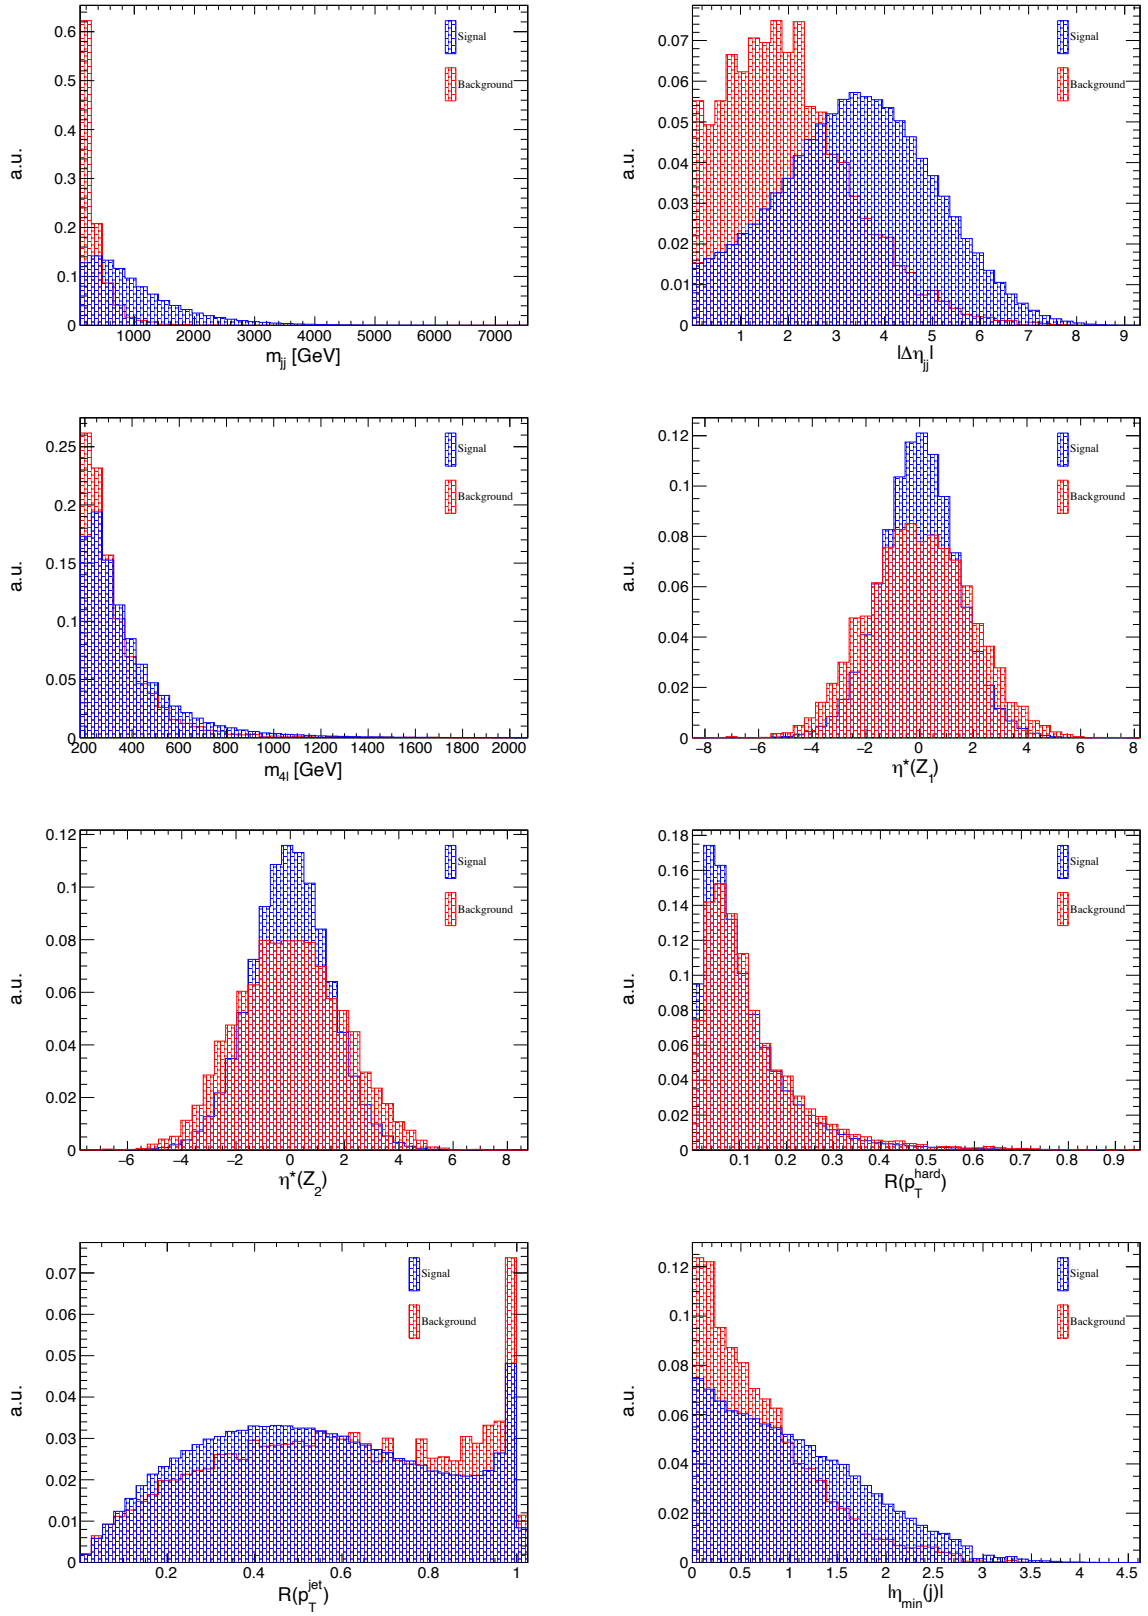 0.6
0.5
0.4
0.3
0.2
0.1
0
a.u.
Signal
Background
1000 2000 3000 4000 5000 6000 7000
m_jj [GeV]
0.07
0.06
0.05
0.04
0.03
0.02
0.01
0
a.u.
Signal
Background
1 2 3 4 5 6 7 8 9
|Δη_jj|
0.25
0.2
0.15
0.1
0.05
0
a.u.
Signal
Background
200 400 600 800 1000 1200 1400 1600 1800 2000
m_4l [GeV]
0.12
0.1
0.08
0.06
0.04
0.02
0
a.u.
Signal
Background
−8 −6 −4 −2 0 2 4 6 8
η*(Z_1)
0.12
0.1
0.08
0.06
0.04
0.02
0
a.u.
Signal
Background
−6 −4 −2 0 2 4 6 8
η*(Z_2)
0.18
0.16
0.14
0.12
0.1
0.08
0.06
0.04
0.02
0
a.u.
Signal
Background
0.1 0.2 0.3 0.4 0.5 0.6 0.7 0.8 0.9
R(p_T^hard)
0.07
0.06
0.05
0.04
0.03
0.02
0.01
0
a.u.
Signal
Background
0.2 0.4 0.6 0.8 1
R(p_T^jet)
0.12
0.1
0.08
0.06
0.04
0.02
0
a.u.
Signal
Background
0 0.5 1 1.5 2 2.5 3 3.5 4 4.5
|η_min(j)|